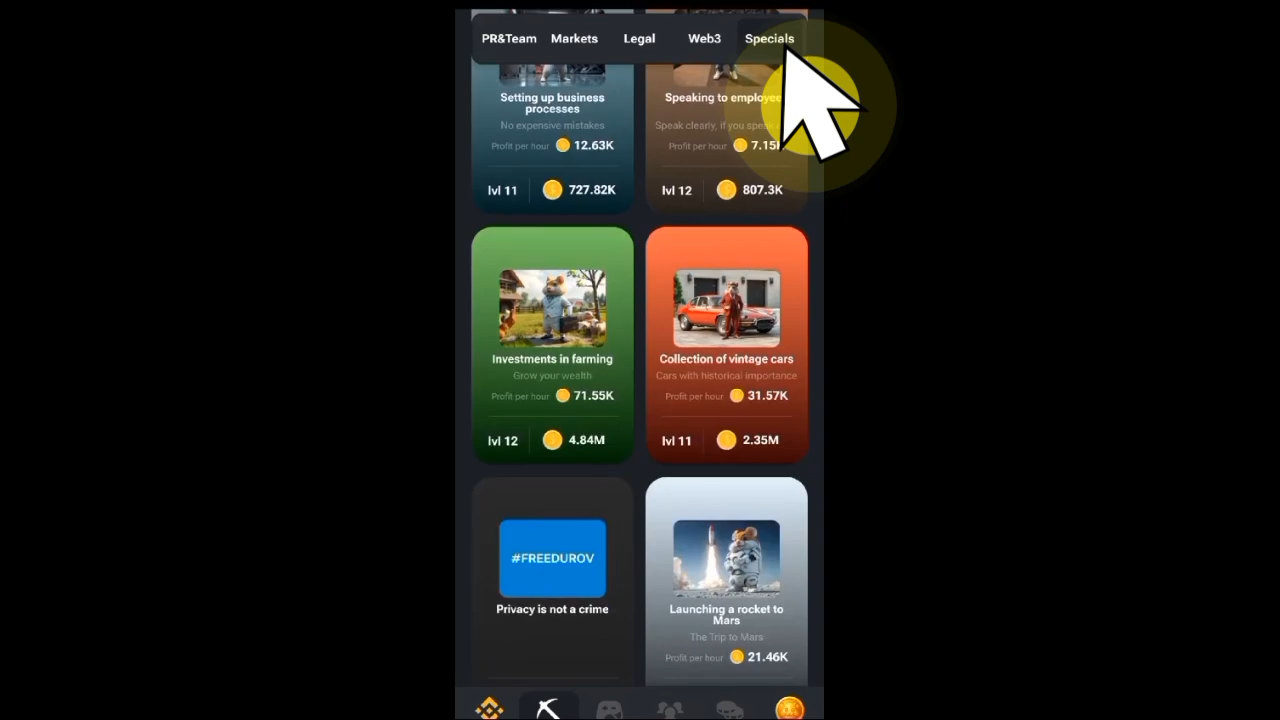 PR&Team Markets Legal Web3 Specials
Setting up business
processes
No expensive mistakes
Profit per hour 12.63K
lvl 11 727.82K
Speaking to employee
Speak clearly, if you
Profit per hour 7.15K
lvl 12 807.3K
Investments in farming
Grow your wealth
Profit per hour 71.55K
lvl 12 4.84M
Collection of vintage cars
Cars with historical importance
Profit per hour 31.57K
lvl 11 2.35M
#FREEDUROV
Privacy is not a crime
Launching a rocket to
Mars
The Trip to Mars
Profit per hour 21.46K